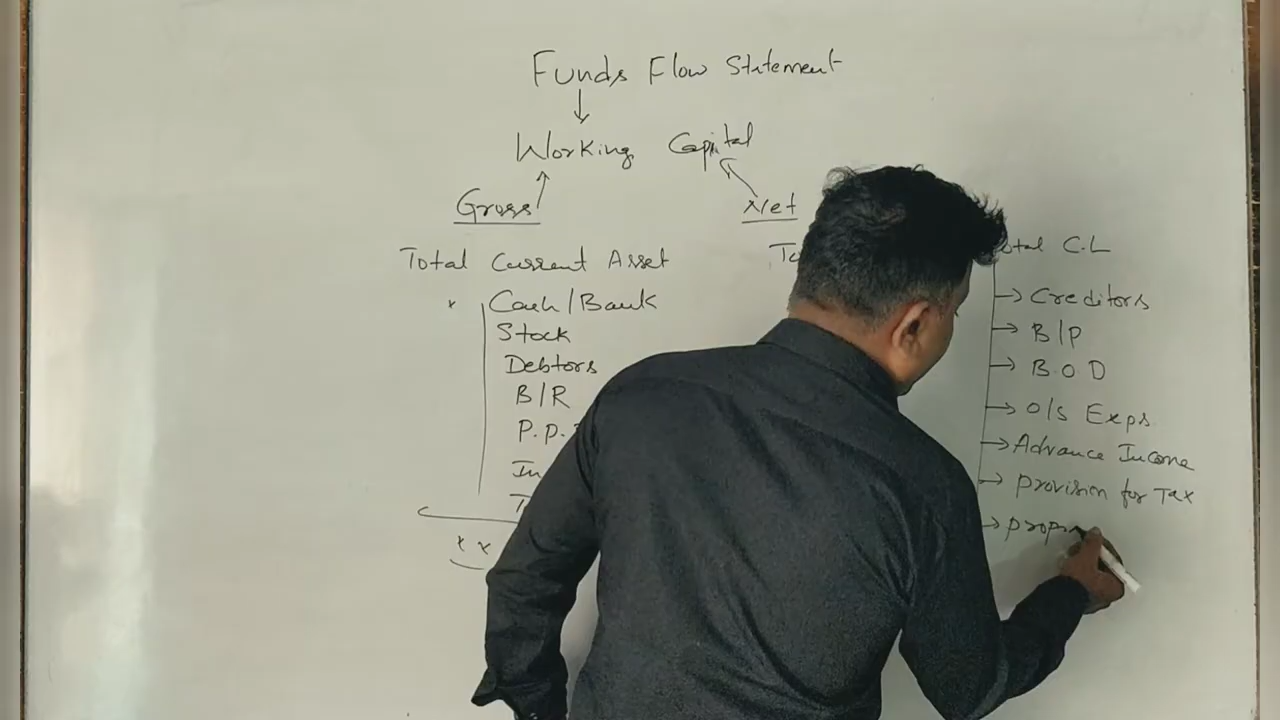 Funds Flow Statement
Working Capital
Gross
Net
Total Current Asset
Cash/Bank
Stock
Debtors
B/R
P.P.
C.L
Creditors
B/P
B.O.D
O/S Exps.
Advance Income
Provision for Tax
x x